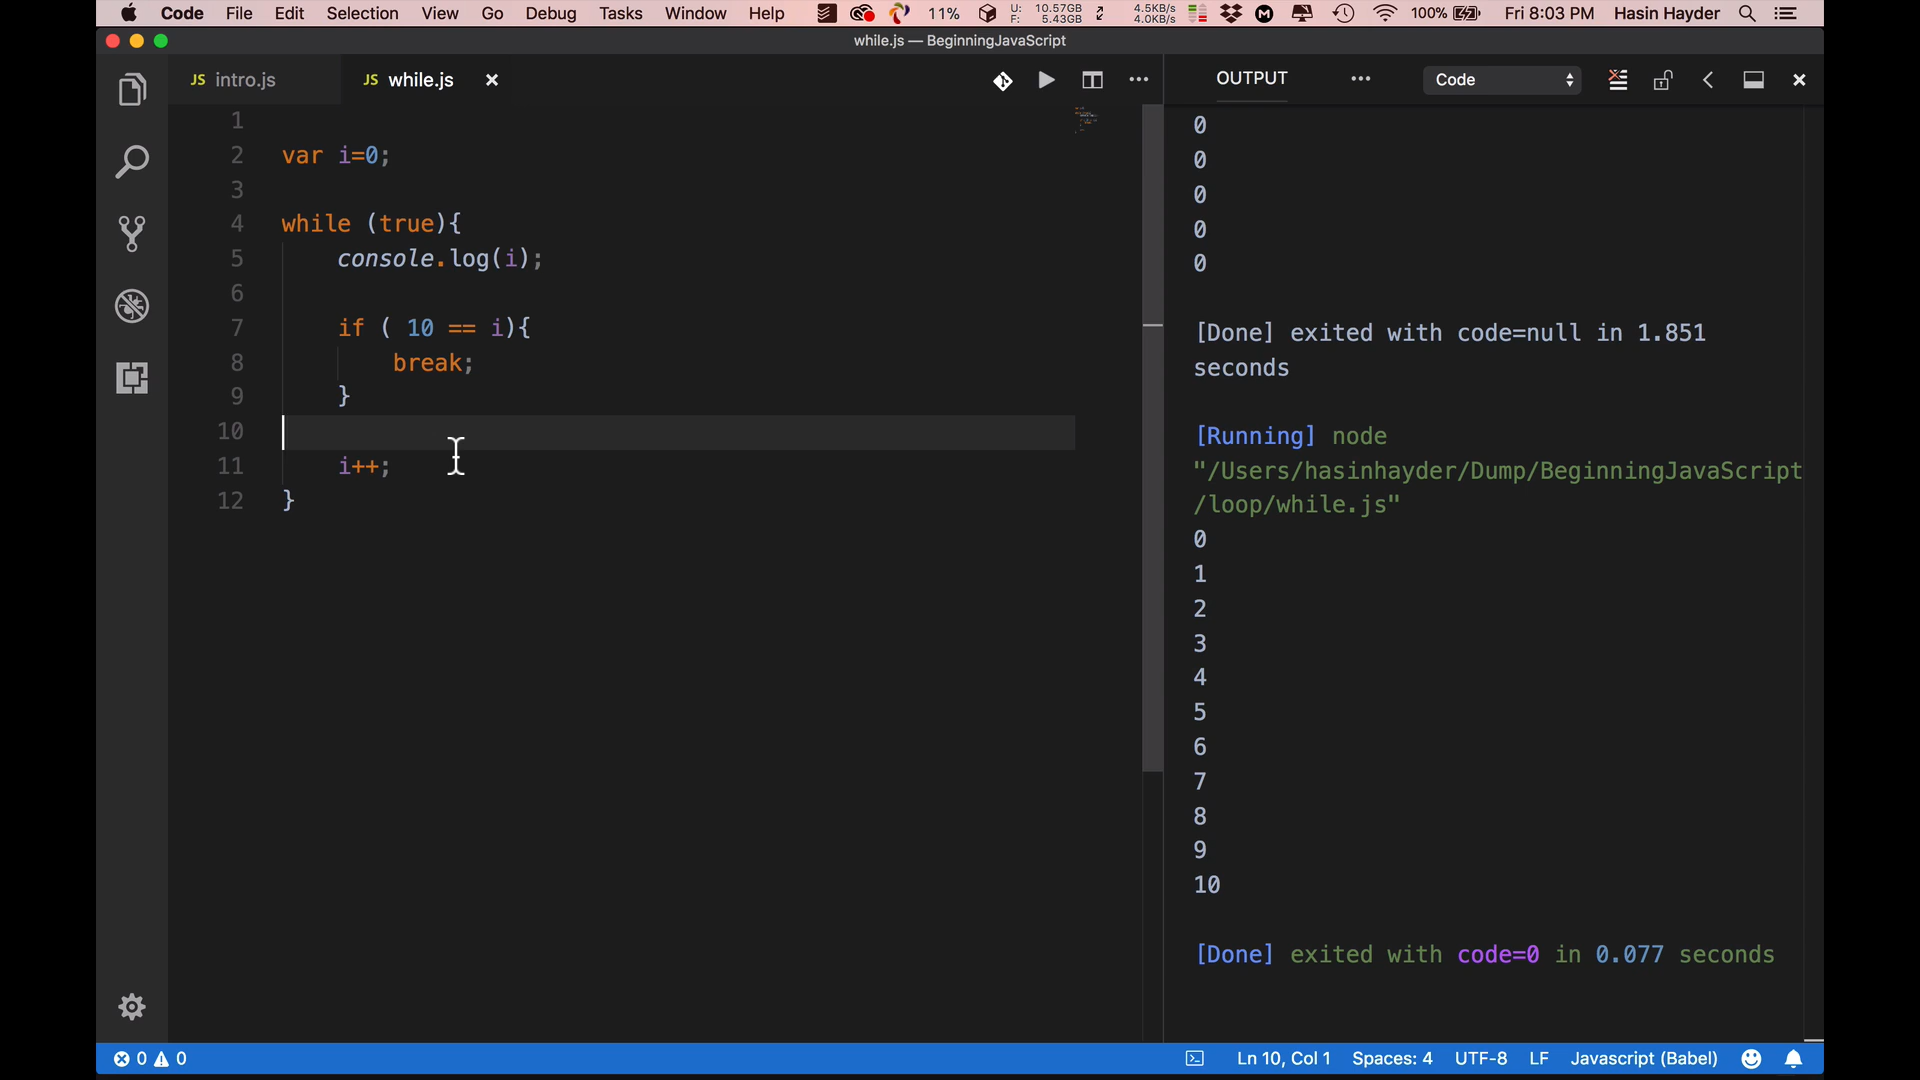 Code File Edit Selection View Go Debug Tasks Window Help 11% U: 10.57GB F: 5.43GB 4.5KB/s 4.0KB/s 100% Fri 8:03 PM Hasin Hayder
while.js — BeginningJavaScript
JS intro.js JS while.js
1
2 var i=0;
3
4 while (true){
5 console.log(i);
6
7 if ( 10 == i){
8 break;
9 }
10
11 i++;
12 }
OUTPUT Code
0
0
0
0
0
[Done] exited with code=null in 1.851
seconds
[Running] node
"/Users/hasinhayder/Dump/BeginningJavaScript
/loop/while.js"
0
1
2
3
4
5
6
7
8
9
10
[Done] exited with code=0 in 0.077 seconds
0 0 Ln 10, Col 1 Spaces: 4 UTF-8 LF Javascript (Babel)